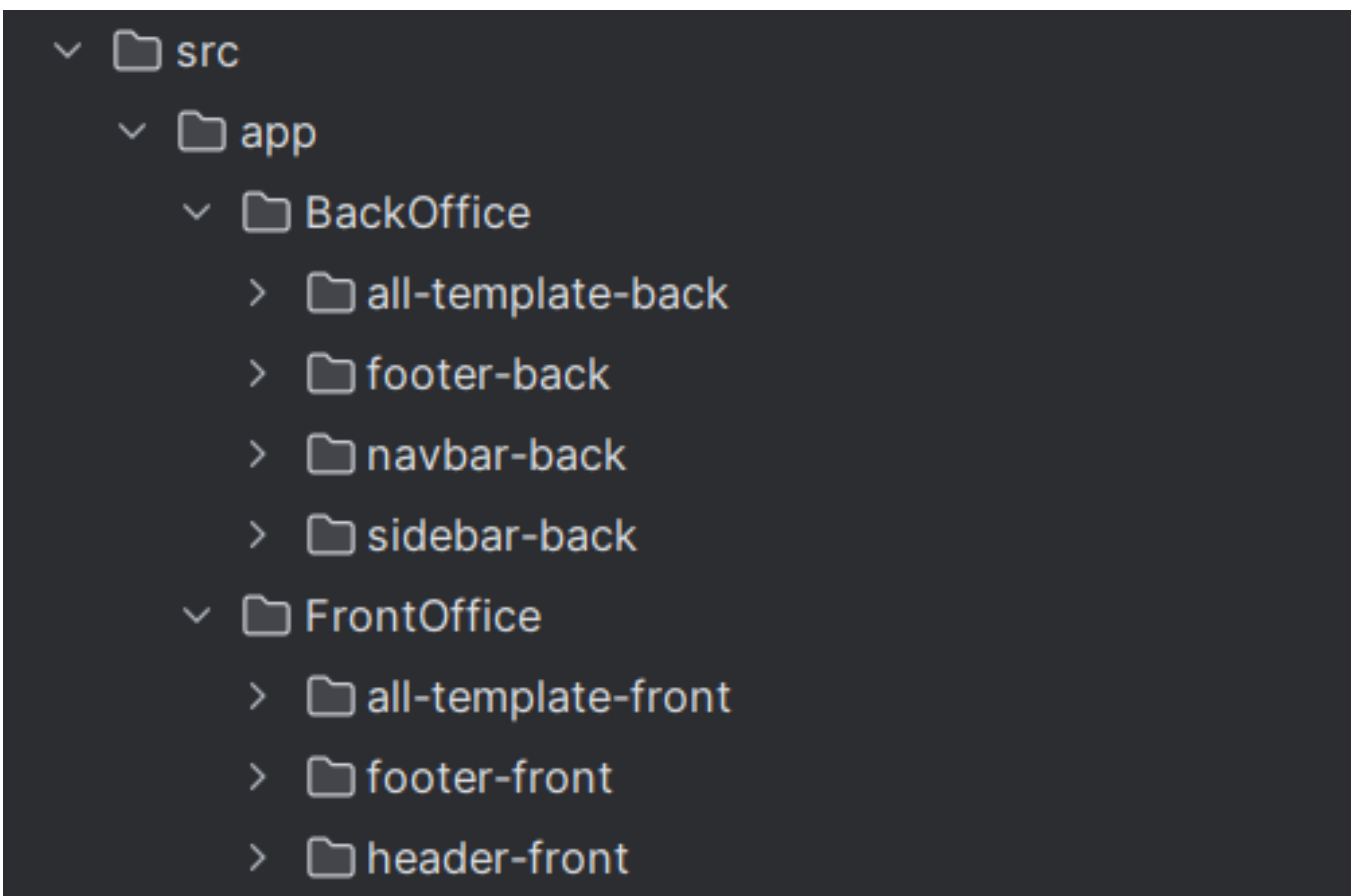 src
app
BackOffice
all-template-back
footer-back
navbar-back
sidebar-back
FrontOffice
all-template-front
footer-front
header-front